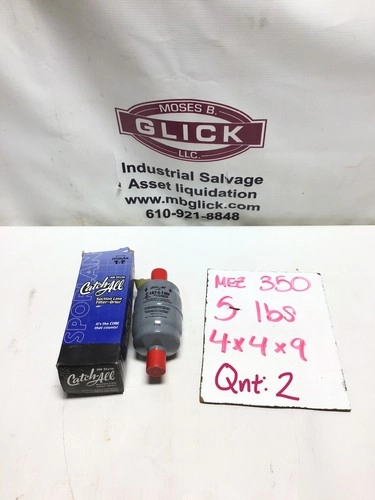 MOSES B.
GLICK
LLC.
Industrial Salvage
Asset liquidation
www.mbglick.com
610-921-8848
SPORLAN
Catch-All
Suction Line
Filter-Drier
it's the CORE
that counts!
Catch-All
MEZ 350
5 lbs
4x4x9
Qnt: 2